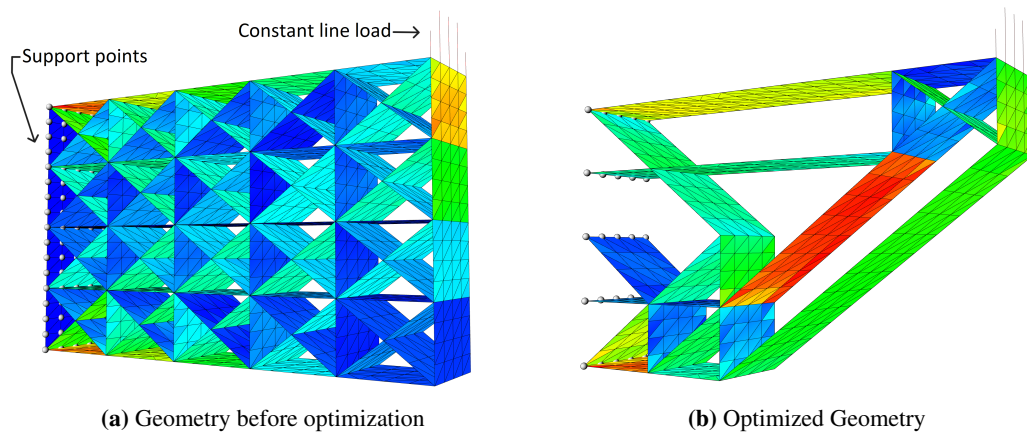 Constant line load
Support points
(a) Geometry before optimization
(b) Optimized Geometry